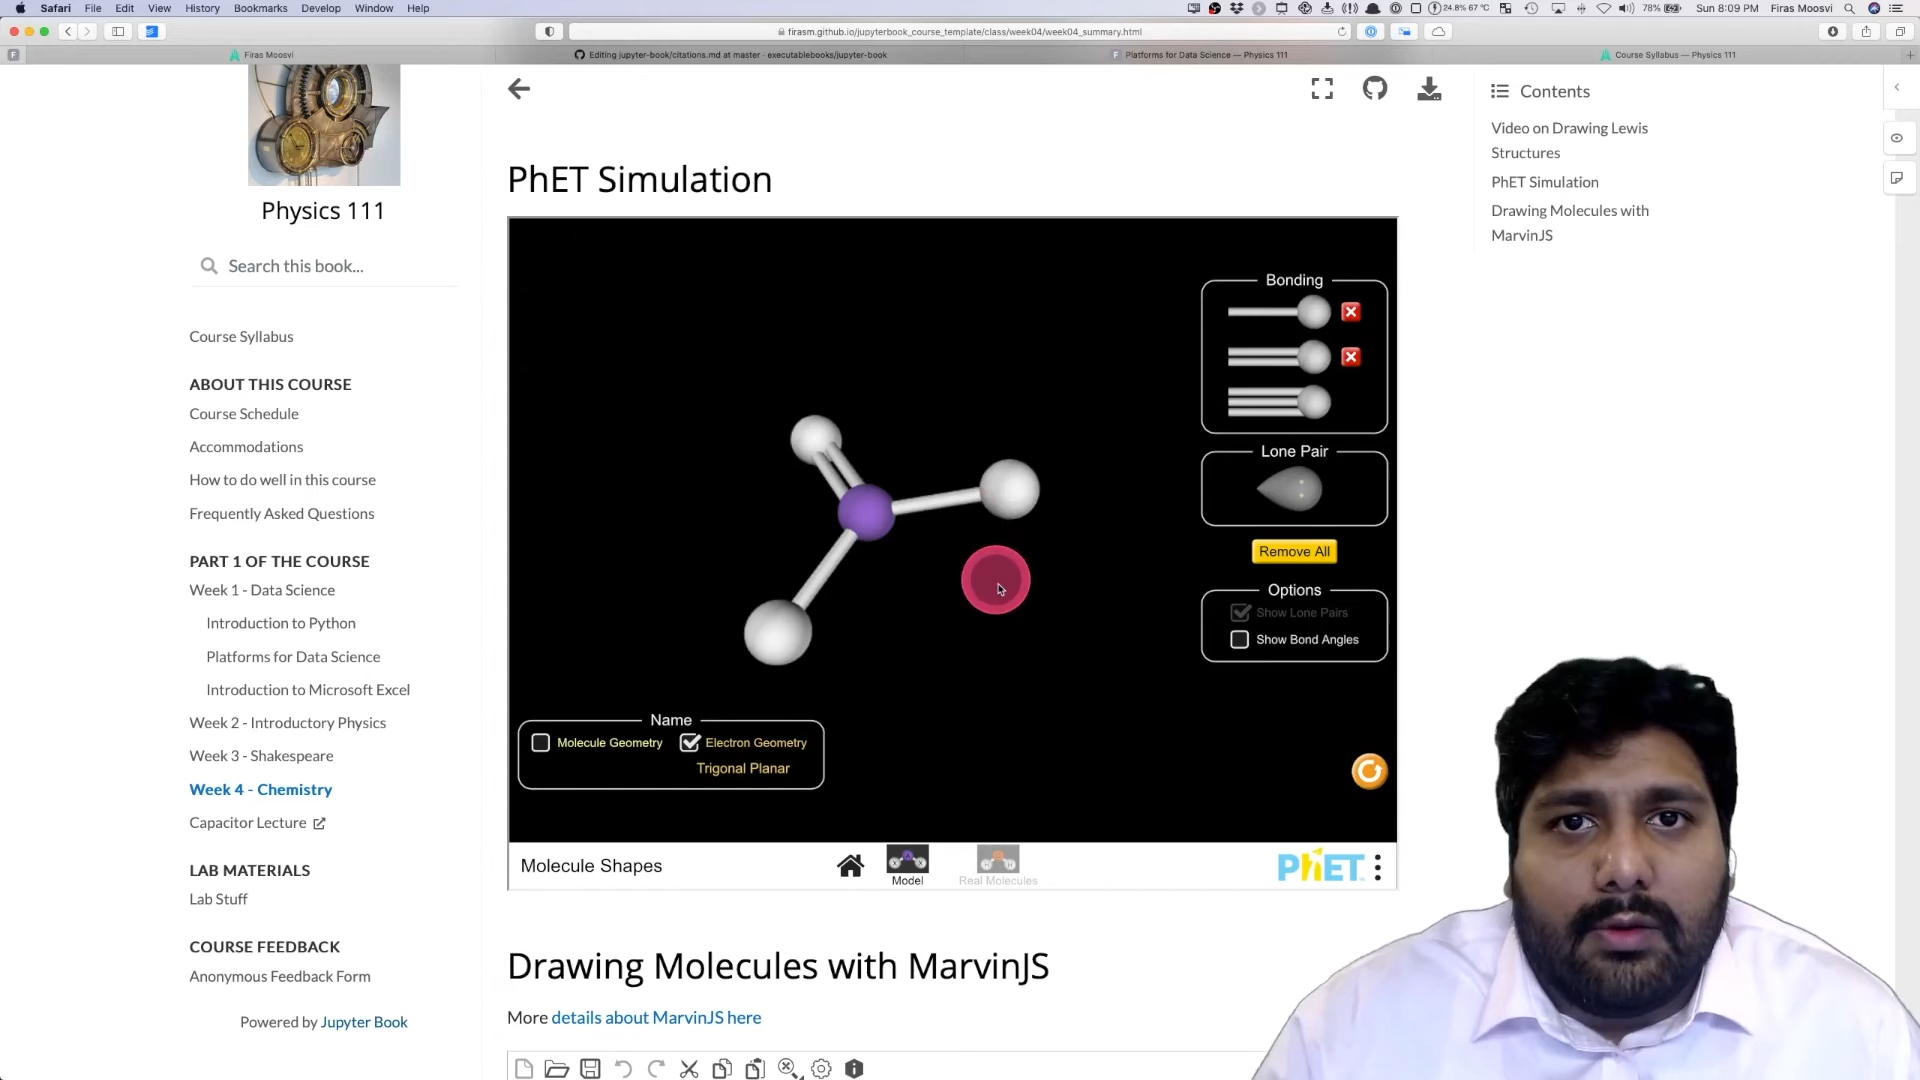 Safari File Edit View History Bookmarks Develop Window Help
24.8% 67 °C 78% Sun 8:09 PM Firas Moosvi
firasm.github.io/jupyterbook_course_template/class/week04/week04_summary.html
F Firas Moosvi Editing jupyter-book/citations.md at master · executablebooks/jupyter-book F Platforms for Data Science — Physics 111 Course Syllabus — Physics 111
Physics 111
Search this book...
Course Syllabus
ABOUT THIS COURSE
Course Schedule
Accommodations
How to do well in this course
Frequently Asked Questions
PART 1 OF THE COURSE
Week 1 - Data Science
Introduction to Python
Platforms for Data Science
Introduction to Microsoft Excel
Week 2 - Introductory Physics
Week 3 - Shakespeare
Week 4 - Chemistry
Capacitor Lecture
LAB MATERIALS
Lab Stuff
COURSE FEEDBACK
Anonymous Feedback Form
Powered by Jupyter Book
PhET Simulation
Bonding
Lone Pair
Remove All
Options
Show Lone Pairs
Show Bond Angles
Name
Molecule Geometry Electron Geometry
Trigonal Planar
Molecule Shapes
Model
Real Molecules
PhET
Drawing Molecules with MarvinJS
More details about MarvinJS here
Contents
Video on Drawing Lewis
Structures
PhET Simulation
Drawing Molecules with
MarvinJS